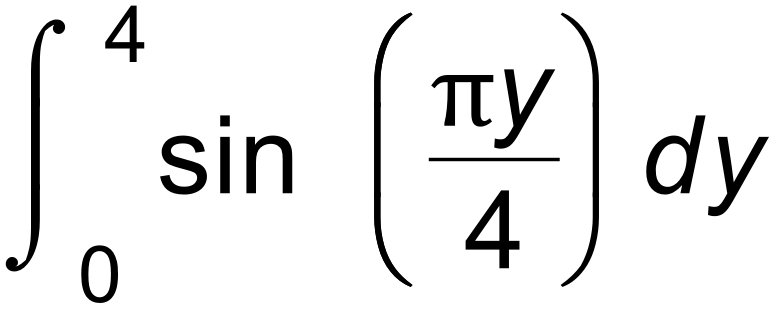 ∫₀⁴ sin (πy/4) dy